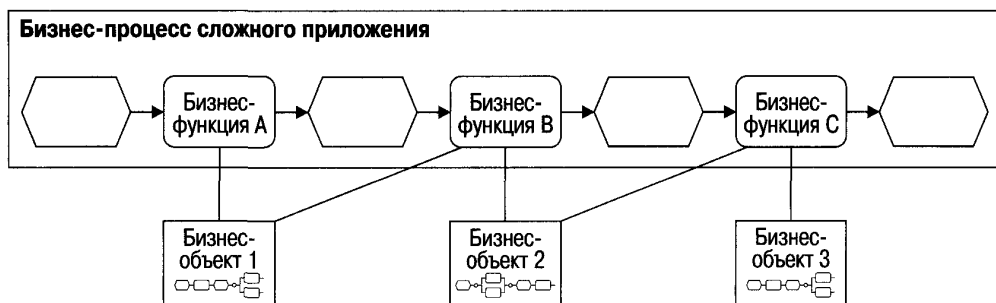 Бизнес-процесс сложного приложения
Бизнес-
функция A
Бизнес-
функция B
Бизнес-
функция C
Бизнес-
объект 1
Бизнес-
объект 2
Бизнес-
объект 3